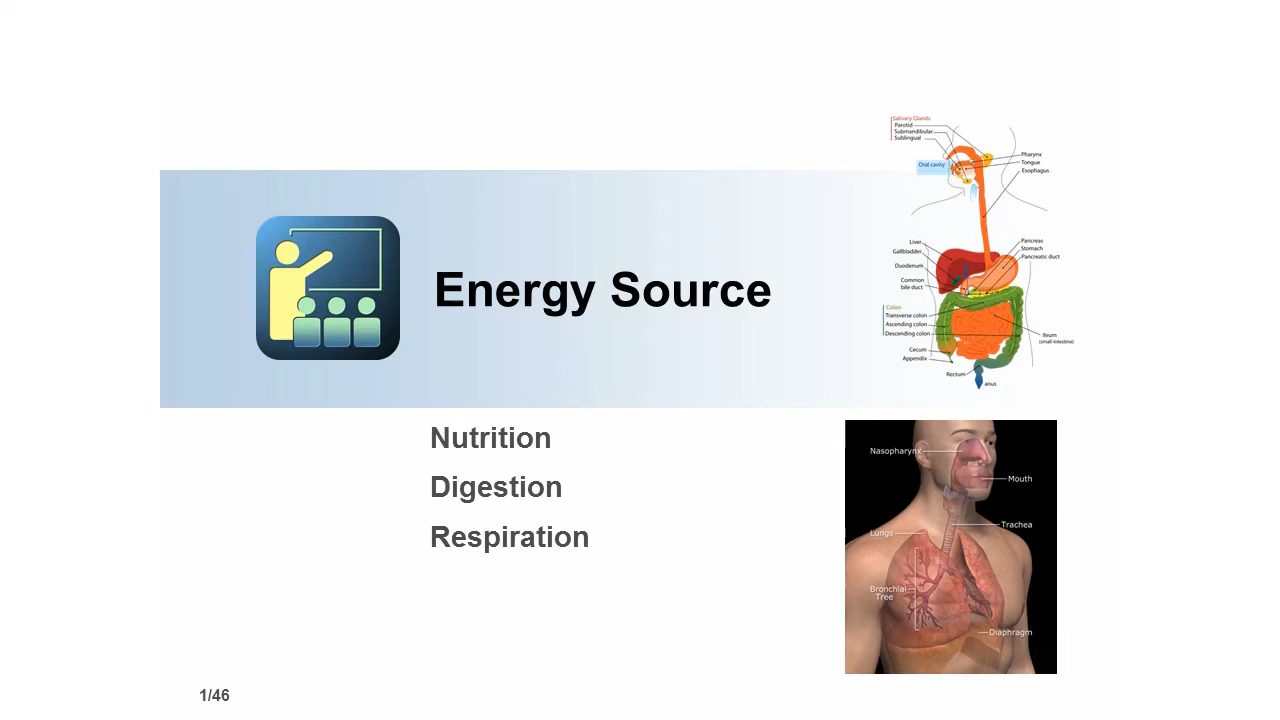 Energy Source
Nutrition
Digestion
Respiration
Salivary Glands
Parotid
Submandibular
Sublingual
Oral cavity
Pharynx
Tongue
Esophagus
Liver
Gallbladder
Duodenum
Common
bile duct
Pancreas
Stomach
Pancreatic duct
Colon
Transverse colon
Ascending colon
Descending colon
Cecum
Appendix
Rectum
Ileum
(small intestine)
anus
Nasopharynx
Mouth
Trachea
Lungs
Bronchial
Tree
Diaphragm
1/46